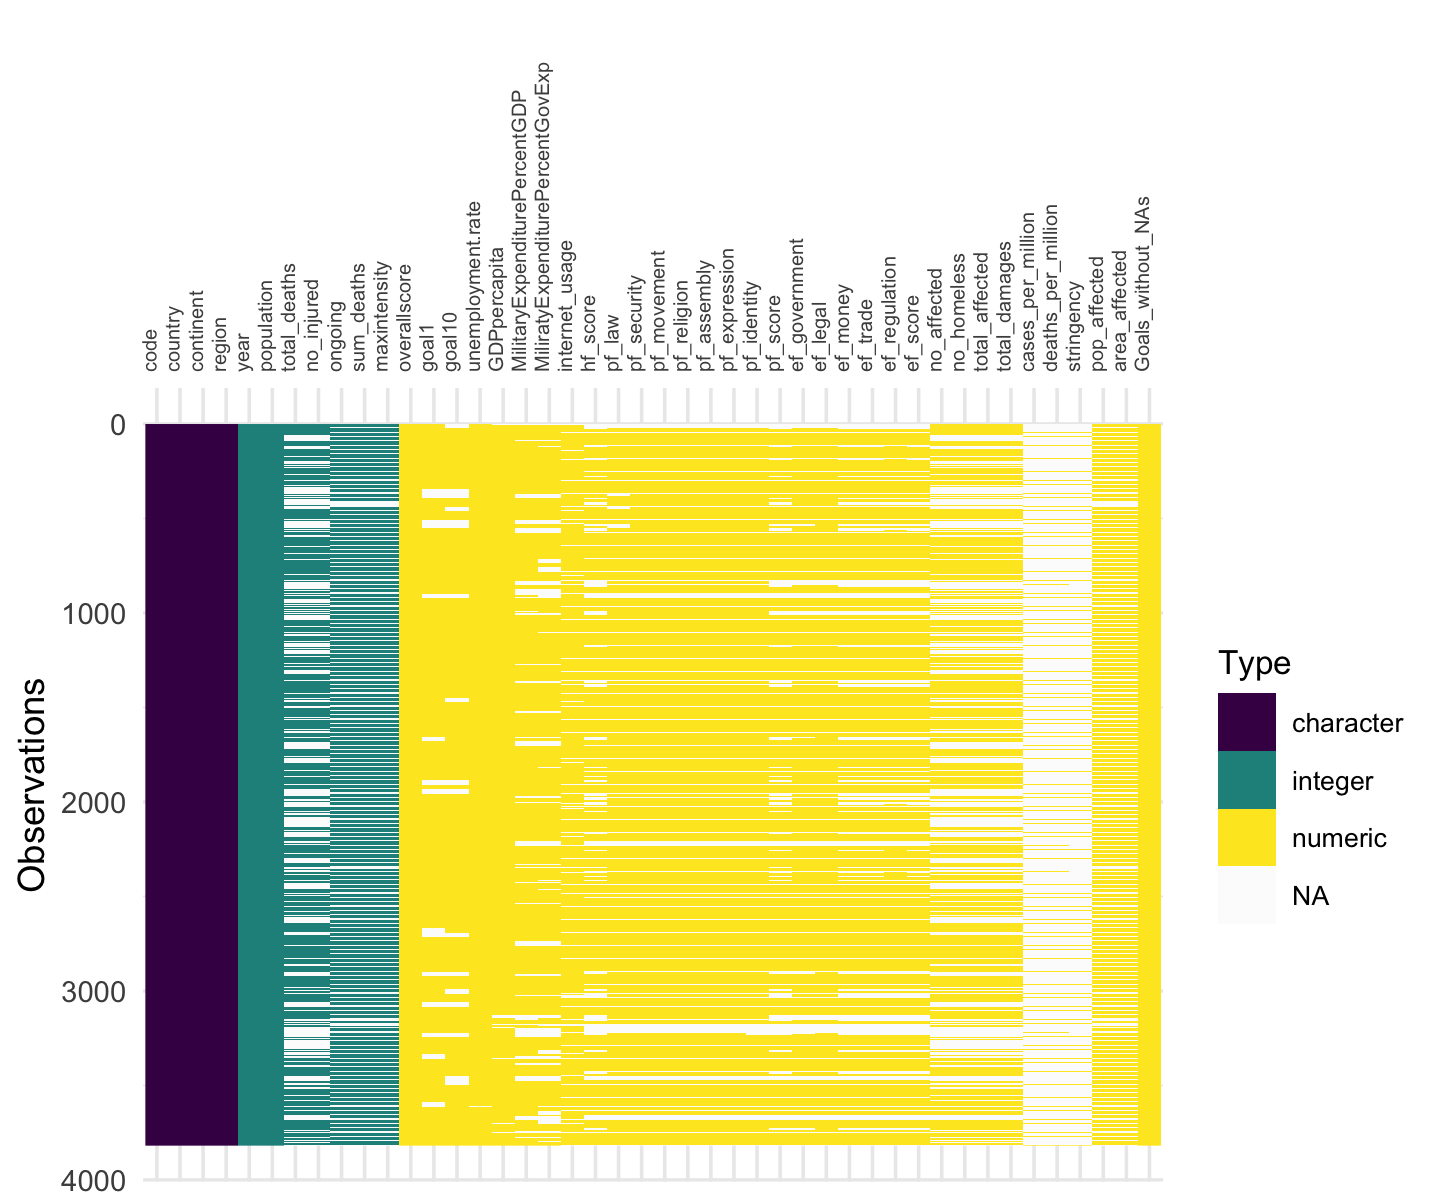 code
country
continent
region
year
population
total_deaths
no_injured
ongoing
sum_deaths
maxintensity
overallscore
goal1
goal10
unemployment.rate
GDPpercapita
MilitaryExpenditurePercentGDP
MiliratyExpenditurePercentGovExp
internet_usage
hf_score
pf_law
pf_security
pf_movement
pf_religion
pf_assembly
pf_expression
pf_identity
pf_score
ef_government
ef_legal
ef_money
ef_trade
ef_regulation
ef_score
no_affected
no_homeless
total_affected
total_damages
cases_per_million
deaths_per_million
stringency
pop_affected
area_affected
Goals_without_NAs
0
1000
2000
3000
4000
Observations
Type
character
integer
numeric
NA